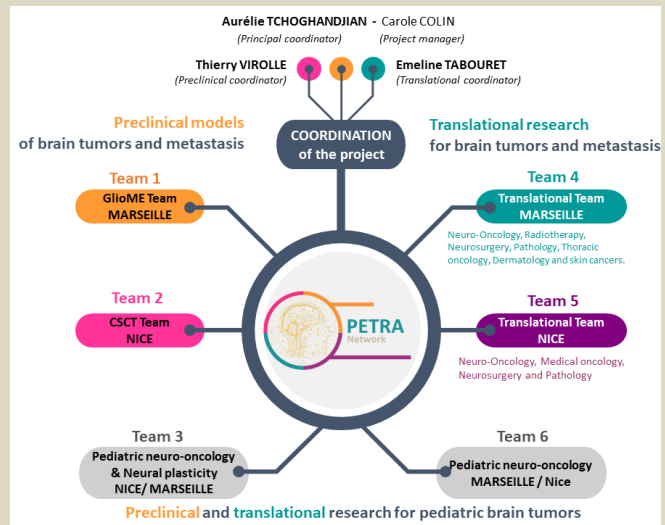 Aurélie TCHOGHANDJIAN - Carole COLIN
(Principal coordinator) (Project manager)
Thierry VIROLLE
(Preclinical coordinator)
Emeline TABOURET
(Translational coordinator)
COORDINATION
of the project
Preclinical models
of brain tumors and metastasis
Translational research
for brain tumors and metastasis
Team 1
GlioME Team
MARSEILLE
Team 4
Translational Team
MARSEILLE
Neuro-Oncology, Radiotherapy,
Neurosurgery, Pathology, Thoracic
oncology, Dermatology and skin cancers.
Team 2
CSCT Team
NICE
PETRA
Network
Team 5
Translational Team
NICE
Neuro-Oncology, Medical oncology,
Neurosurgery and Pathology
Team 3
Pediatric neuro-oncology
& Neural plasticity
NICE/ MARSEILLE
Team 6
Pediatric neuro-oncology
MARSEILLE / Nice
Preclinical and translational research for pediatric brain tumors